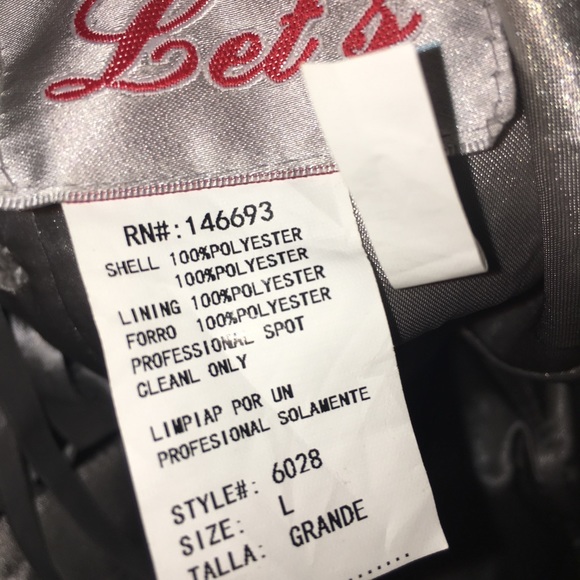 Let's
RN#: 146693
SHELL 100%POLYESTER
100%POLYESTER
LINING 100%POLYESTER
FORRO 100%POLYESTER
PROFESSIONAL SPOT
CLEANL ONLY
LIMPIAP POR UN
PROFESIONAL SOLAMENTE
STYLE#: 6028
SIZE: L
TALLA: GRANDE